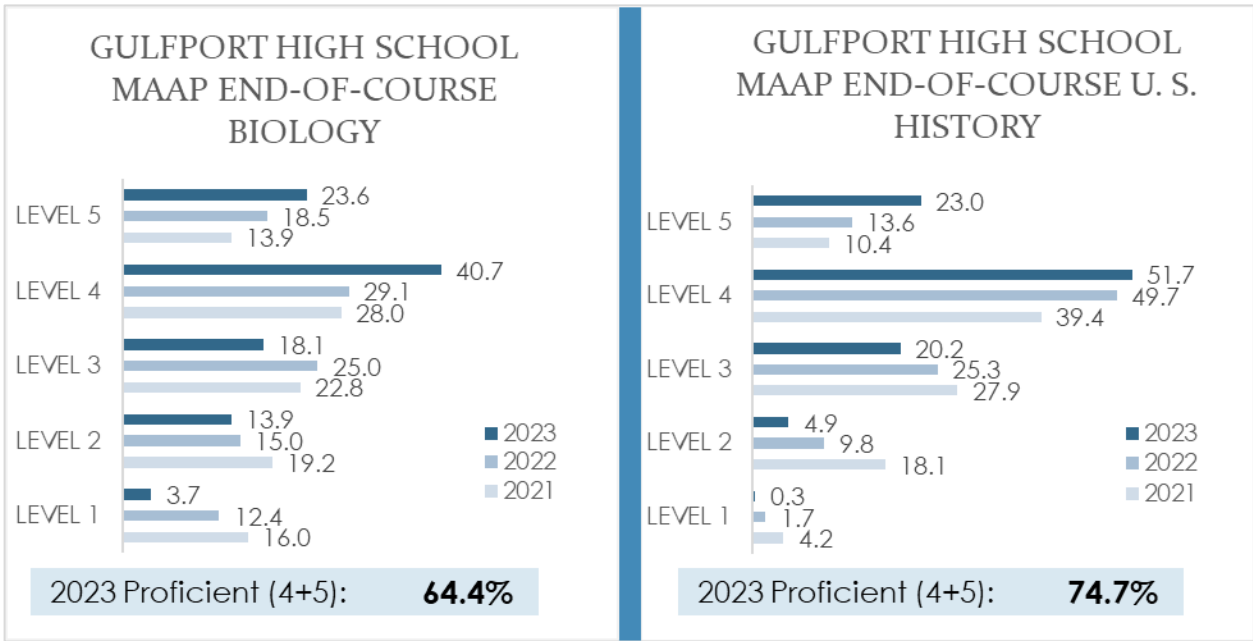 GULFPORT HIGH SCHOOL
MAAP END-OF-COURSE
BIOLOGY
LEVEL 5
23.6
18.5
13.9
LEVEL 4
40.7
29.1
28.0
LEVEL 3
18.1
25.0
22.8
LEVEL 2
13.9
15.0
19.2
LEVEL 1
3.7
12.4
16.0
2023
2022
2021
2023 Proficient (4+5): 64.4%
GULFPORT HIGH SCHOOL
MAAP END-OF-COURSE U. S.
HISTORY
LEVEL 5
23.0
13.6
10.4
LEVEL 4
51.7
49.7
39.4
LEVEL 3
20.2
25.3
27.9
LEVEL 2
4.9
9.8
18.1
LEVEL 1
0.3
1.7
4.2
2023
2022
2021
2023 Proficient (4+5): 74.7%